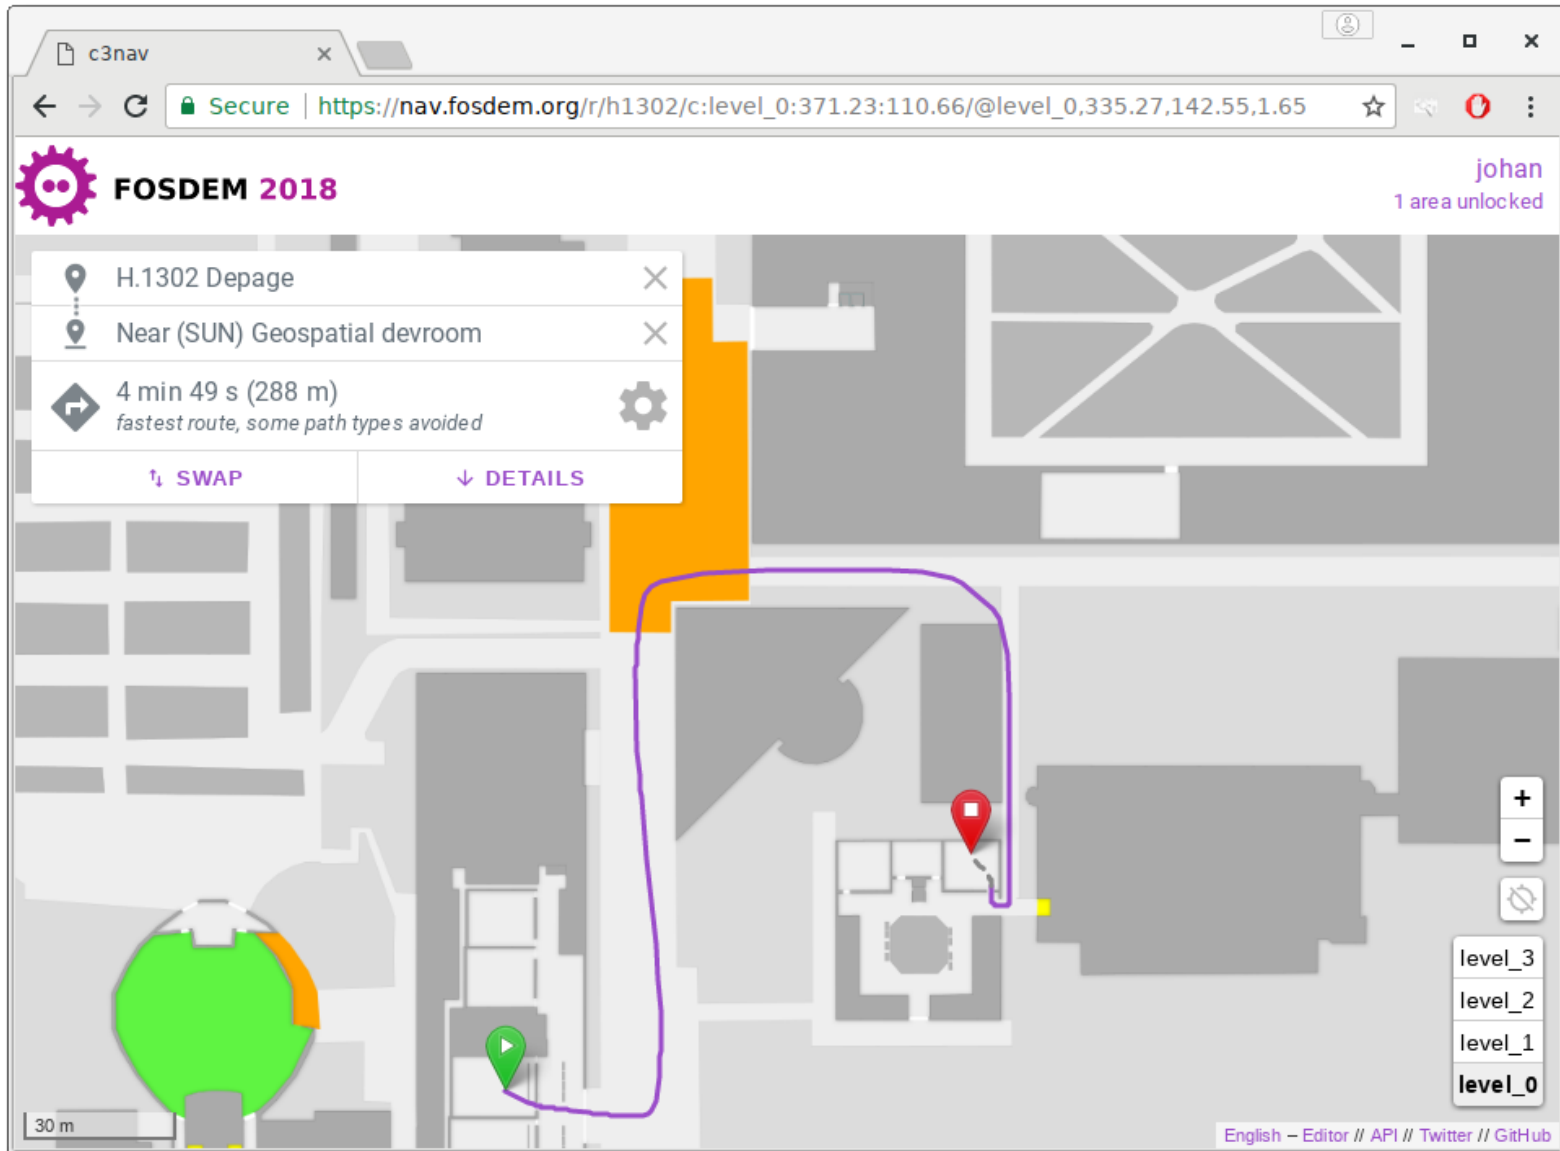 c3nav
Secure https://nav.fosdem.org/r/h1302/c:level_0:371.23:110.66/@level_0,335.27,142.55,1.65
FOSDEM 2018
johan
1 area unlocked
H.1302 Depage
Near (SUN) Geospatial devroom
4 min 49 s (288 m)
fastest route, some path types avoided
SWAP
DETAILS
+
−
level_3
level_2
level_1
level_0
30 m
English – Editor // API // Twitter // GitHub